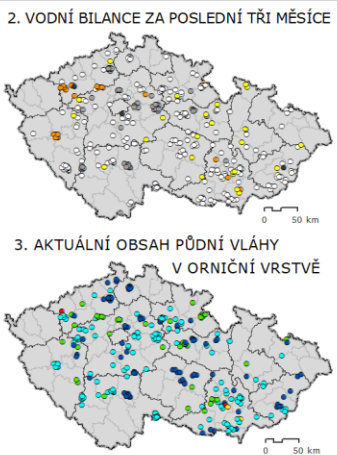 2. VODNÍ BILANCE ZA POSLEDNÍ TŘI MĚSÍCE
0 50 km
3. AKTUÁLNÍ OBSAH PŮDNÍ VLÁHY
V ORNIČNÍ VRSTVĚ
0 50 km